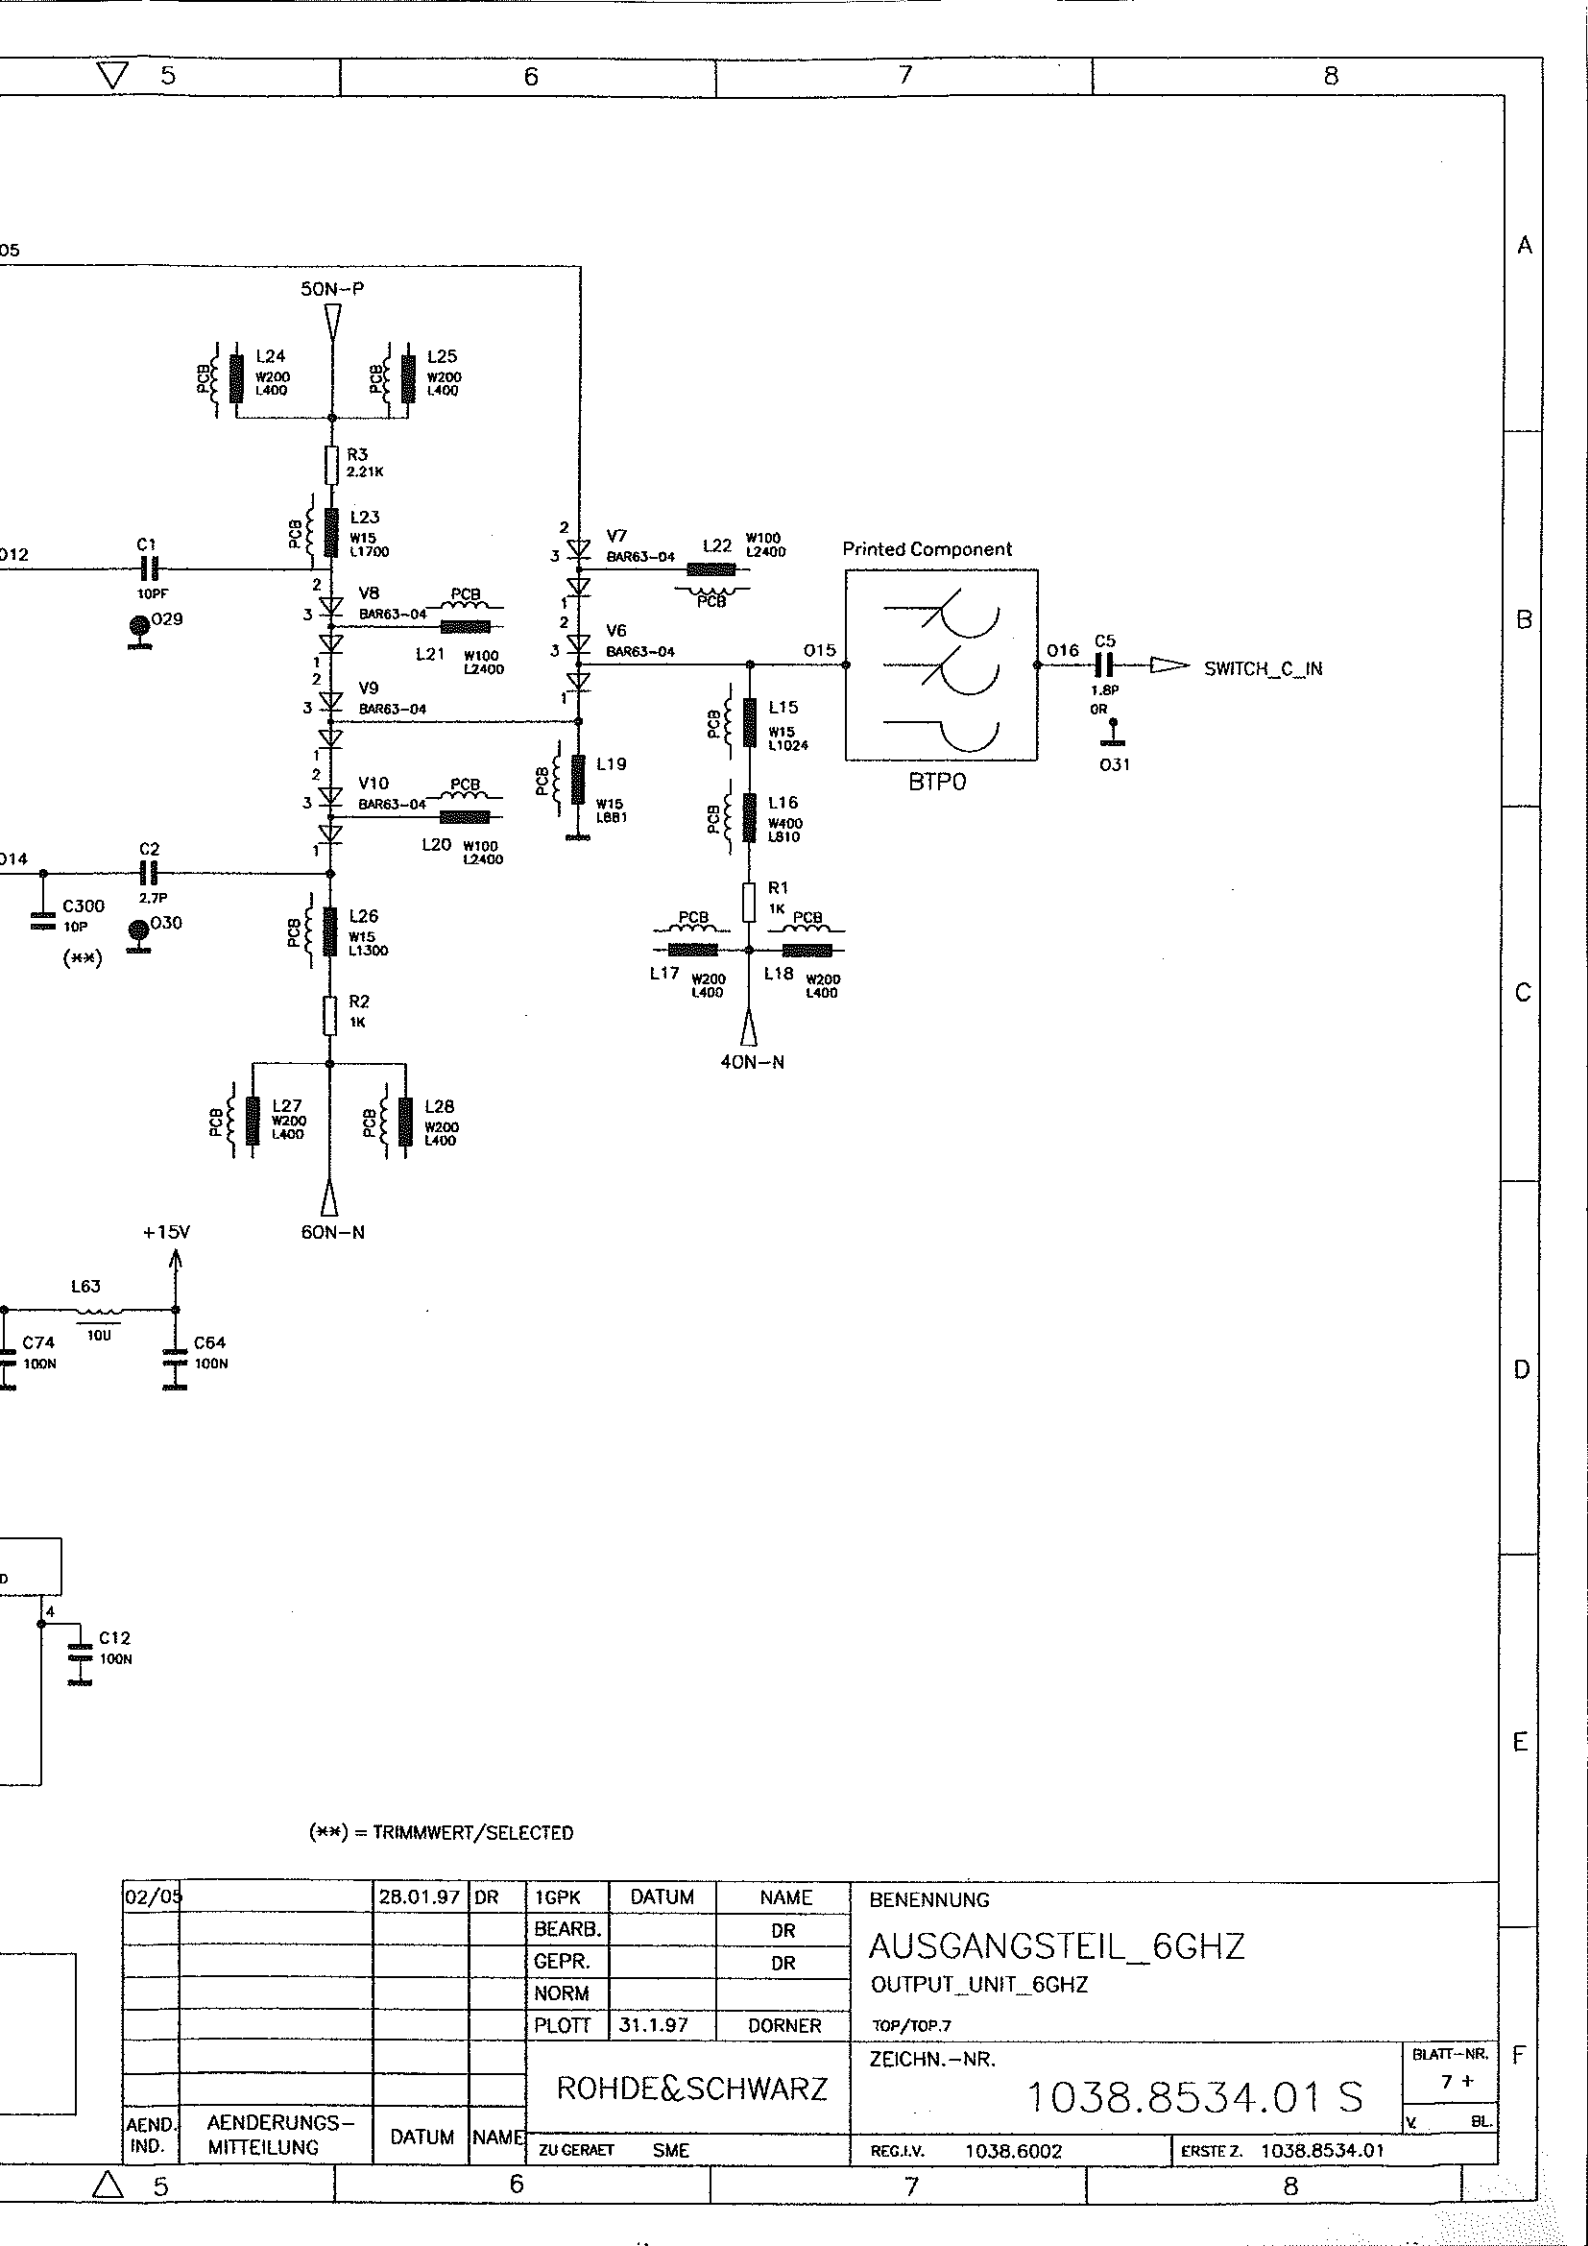 5 6 7 8
A
05
50N-P
L24
W200
L400
PCB
L25
W200
L400
PCB
R3
2.21K
L23
W15
L1700
PCB
012
C1
10PF
029
2
3
1
V8
BAR63-04
PCB
L21 W100
L2400
2
3
1
V9
BAR63-04
2
3
1
V10
BAR63-04
PCB
L20 W100
L2400
2
3
1
V7
BAR63-04
L22 W100
L2400
PCB
2
3
1
V6
BAR63-04
PCB
L19
W15
L881
015
Printed Component
BTP0
016
C5
1.8P
0R
031
SWITCH_C_IN
B
PCB
L15
W15
L1024
PCB
L16
W400
L810
R1
1K
PCB
L17 W200
L400
PCB
L18 W200
L400
40N-N
014
C300
10P
(**)
C2
2.7P
030
PCB
L26
W15
L1300
R2
1K
PCB
L27
W200
L400
PCB
L28
W200
L400
60N-N
C
+15V
L63
10U
C74
100N
C64
100N
D
D
4
C12
100N
E
(**) = TRIMMWERT/SELECTED
02/05 28.01.97 DR 1GPK DATUM NAME
BEARB. DR
GEPR. DR
NORM
PLOTT 31.1.97 DORNER
BENENNUNG
AUSGANGSTEIL_6GHZ
OUTPUT_UNIT_6GHZ
TOP/TOP.7
ROHDE&SCHWARZ
ZEICHN.-NR.
1038.8534.01 S
BLATT-NR.
7 +
V. BL.
F
AEND.
IND.
AENDERUNGS-
MITTEILUNG
DATUM NAME
ZU GERAET SME
REG.I.V. 1038.6002
ERSTE Z. 1038.8534.01
5 6 7 8